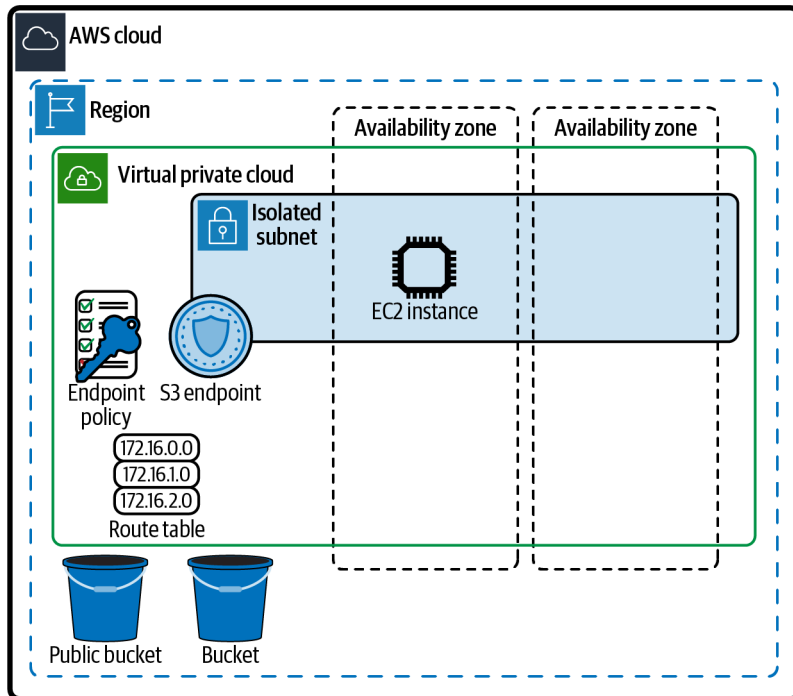 AWS cloud
Region
Availability zone
Availability zone
Virtual private cloud
Isolated
subnet
EC2 instance
Endpoint
policy
S3 endpoint
172.16.0.0
172.16.1.0
172.16.2.0
Route table
Public bucket
Bucket